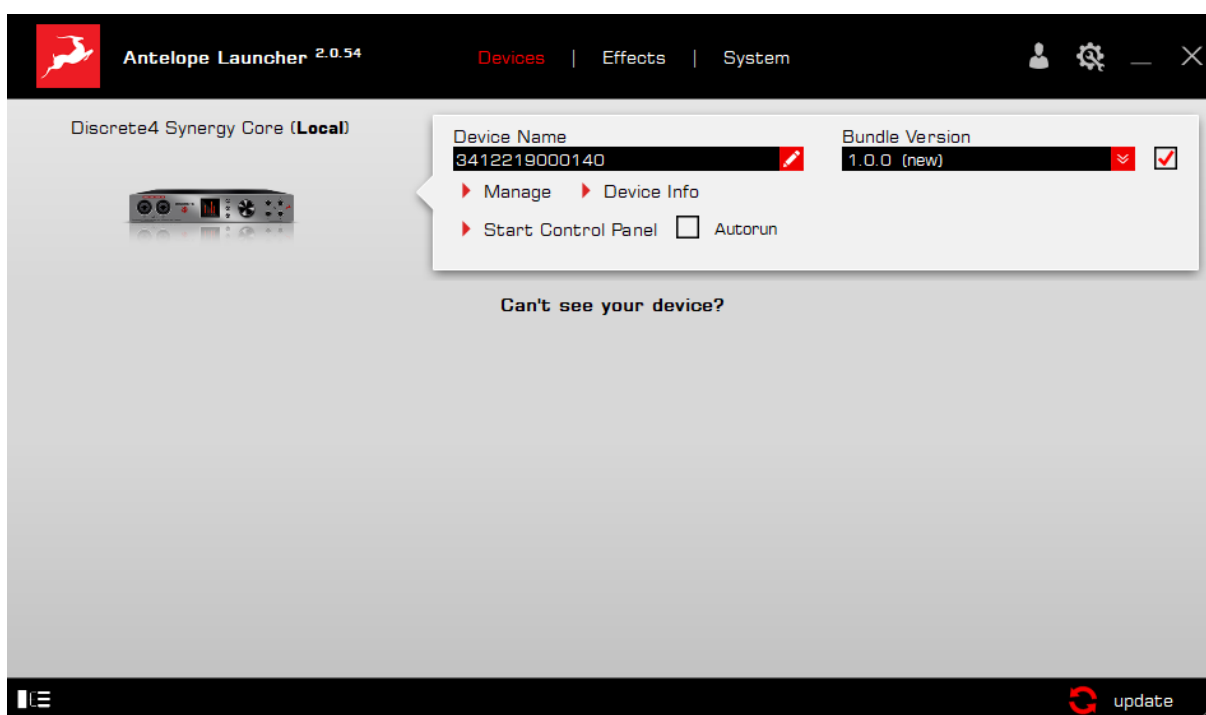 Antelope Launcher 2.0.54
Devices | Effects | System
Discrete4 Synergy Core (Local)
Device Name
3412219000140
Bundle Version
1.0.0 (new)
Manage
Device Info
Start Control Panel
Autorun
Can't see your device?
update